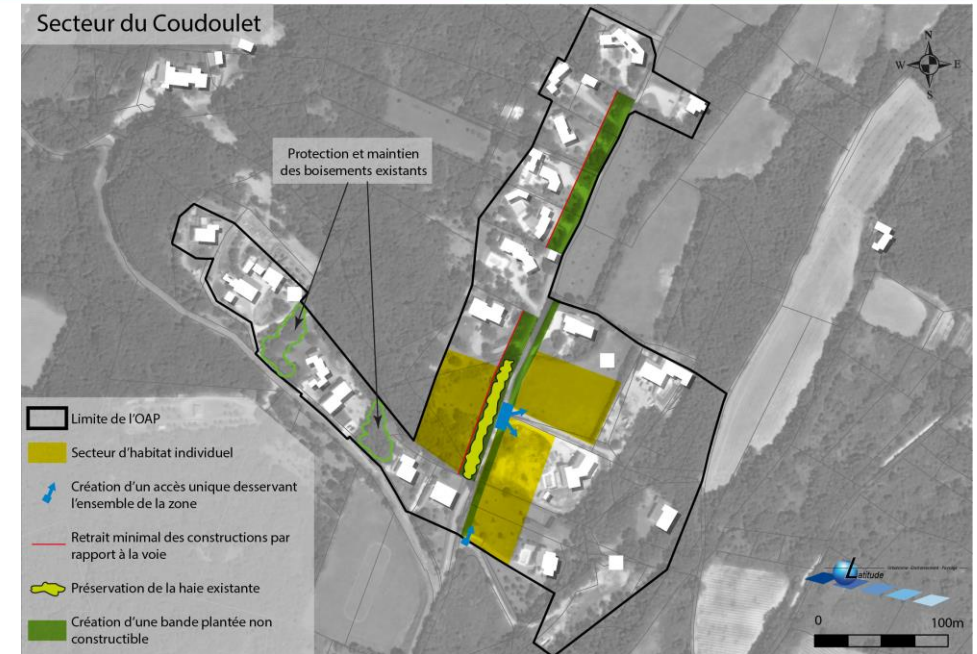 Secteur du Coudoulet
N
W
E
S
Protection et maintien
des boisements existants
Limite de l'OAP
Secteur d'habitat individuel
Création d'un accès unique desservant
l'ensemble de la zone
Retrait minimal des constructions par
rapport à la voie
Préservation de la haie existante
Création d'une bande plantée non
constructible
Latitude
0
100m